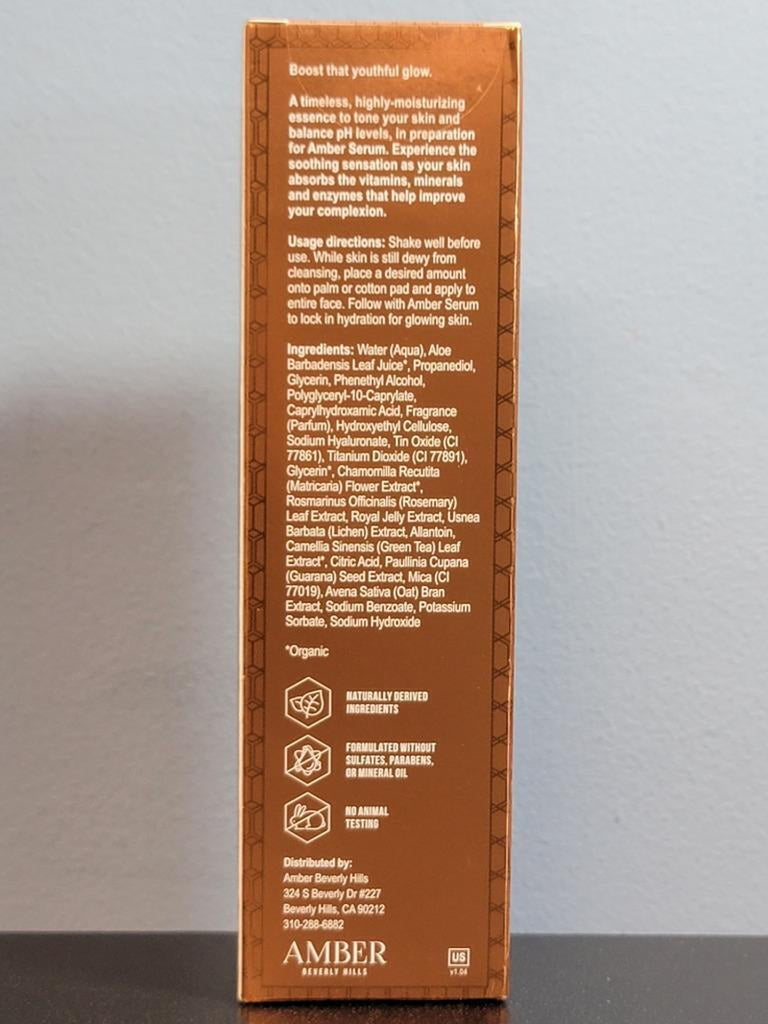 Boost that youthful glow.
A timeless, highly-moisturizing
essence to tone your skin and
balance pH levels, in preparation
for Amber Serum. Experience the
soothing sensation as your skin
absorbs the vitamins, minerals
and enzymes that help improve
your complexion.
Usage directions: Shake well before
use. While skin is still dewy from
cleansing, place a desired amount
onto palm or cotton pad and apply to
entire face. Follow with Amber Serum
to lock in hydration for glowing skin.
Ingredients: Water (Aqua), Aloe
Barbadensis Leaf Juice*, Propanediol,
Glycerin, Phenethyl Alcohol,
Polyglyceryl-10-Caprylate,
Caprylhydroxamic Acid, Fragrance
(Parfum), Hydroxyethyl Cellulose,
Sodium Hyaluronate, Tin Oxide (CI
77861), Titanium Dioxide (CI 77891),
Glycerin*, Chamomilla Recutita
(Matricaria) Flower Extract*,
Rosmarinus Officinalis (Rosemary)
Leaf Extract, Royal Jelly Extract, Usnea
Barbata (Lichen) Extract, Allantoin,
Camellia Sinensis (Green Tea) Leaf
Extract*, Citric Acid, Paullinia Cupana
(Guarana) Seed Extract, Mica (CI
77019), Avena Sativa (Oat) Bran
Extract, Sodium Benzoate, Potassium
Sorbate, Sodium Hydroxide
*Organic
NATURALLY DERIVED
INGREDIENTS
FORMULATED WITHOUT
SULFATES, PARABENS,
OR MINERAL OIL
NO ANIMAL
TESTING
Distributed by:
Amber Beverly Hills
324 S Beverly Dr #227
Beverly Hills, CA 90212
310-288-6882
AMBER
BEVERLY HILLS
US
v1.04